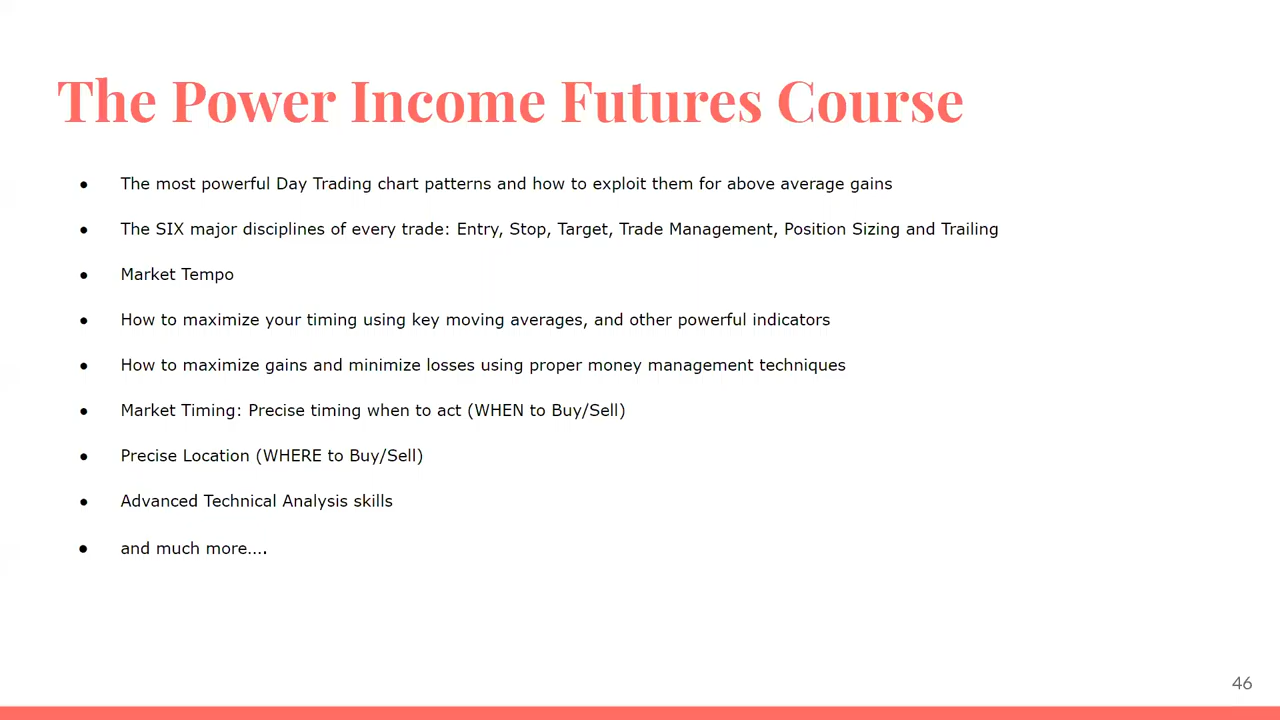 The Power Income Futures Course
● The most powerful Day Trading chart patterns and how to exploit them for above average gains
● The SIX major disciplines of every trade: Entry, Stop, Target, Trade Management, Position Sizing and Trailing
● Market Tempo
● How to maximize your timing using key moving averages, and other powerful indicators
● How to maximize gains and minimize losses using proper money management techniques
● Market Timing: Precise timing when to act (WHEN to Buy/Sell)
● Precise Location (WHERE to Buy/Sell)
● Advanced Technical Analysis skills
● and much more....
46